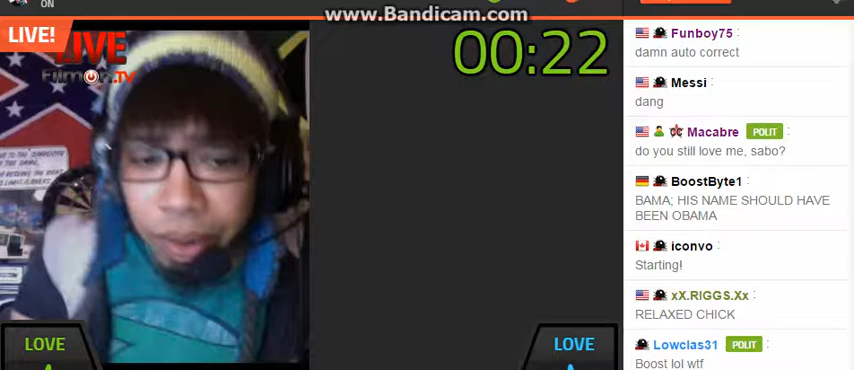 ON
www.Bandicam.com
LIVE!
LIVE
FilmOn.TV
00:22
LOVE
LOVE
Funboy75 :
damn auto correct
Messi :
dang
Macabre POLIT :
do you still love me, sabo?
BoostByte1 :
BAMA; HIS NAME SHOULD HAVE
BEEN OBAMA
iconvo :
Starting!
xX.RIGGS.Xx :
RELAXED CHICK
Lowclas31 POLIT :
Boost lol wtf